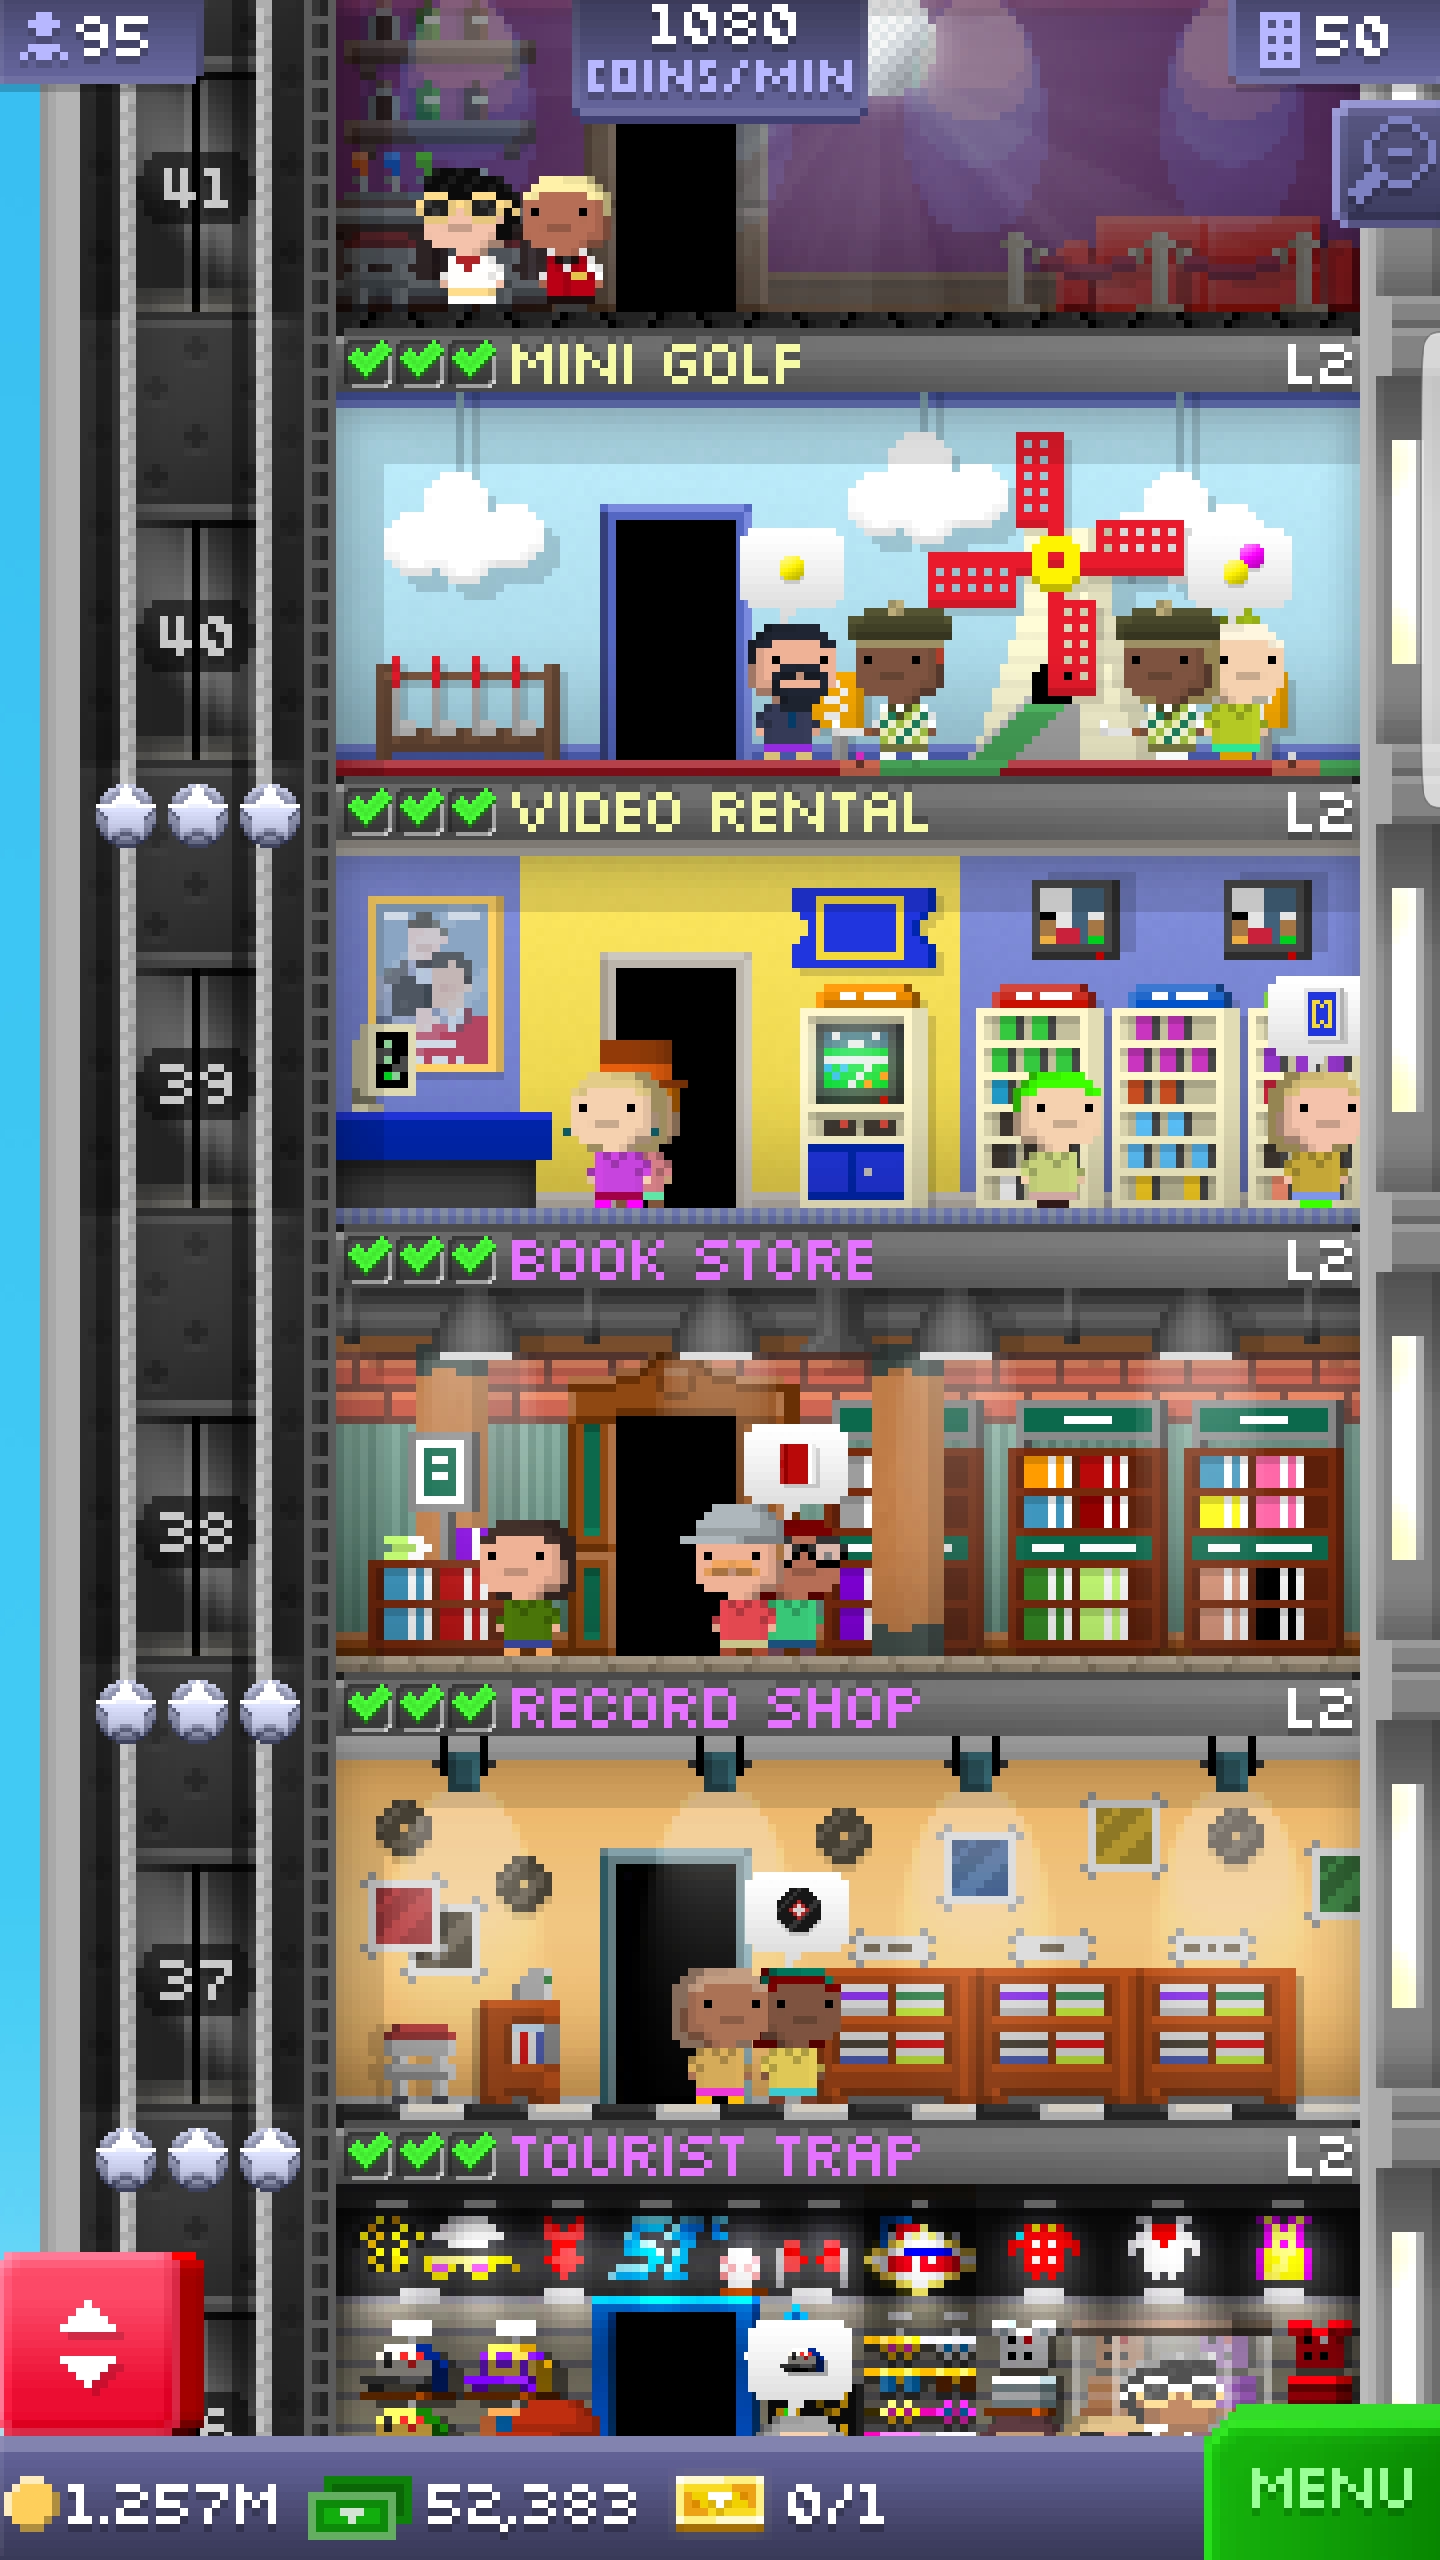 95
1080
COINS/MIN
50
41
MINI GOLF L2
40
VIDEO RENTAL L2
39
BOOK STORE L2
38
RECORD SHOP L2
37
TOURIST TRAP L2
1.257M 52,383 0/1 MENU